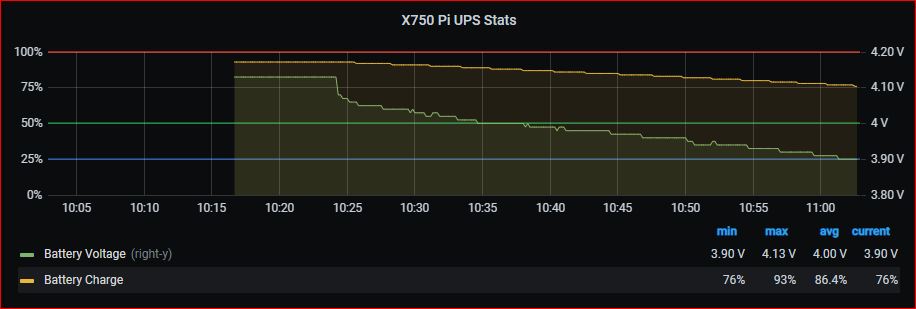 X750 Pi UPS Stats
100% 4.20 V
75% 4.10 V
50% 4 V
25% 3.90 V
0% 3.80 V
10:05 10:10 10:15 10:20 10:25 10:30 10:35 10:40 10:45 10:50 10:55 11:00
min max avg current
Battery Voltage (right-y) 3.90 V 4.13 V 4.00 V 3.90 V
Battery Charge 76% 93% 86.4% 76%